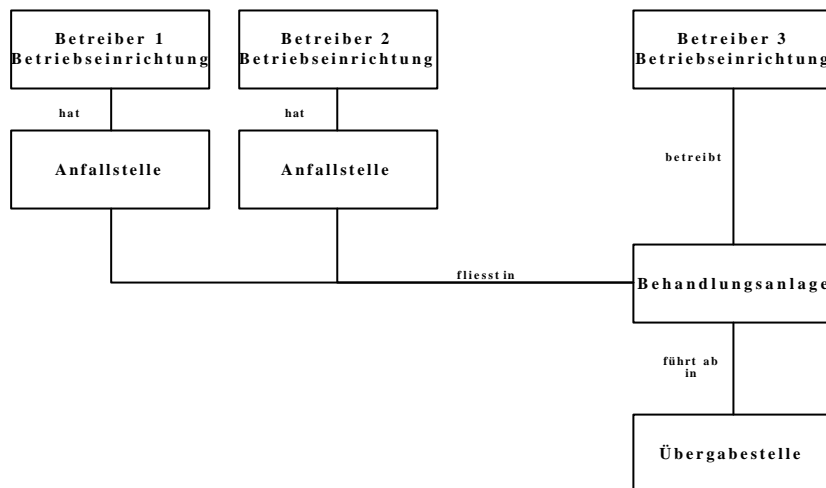 Betreiber 1
Betriebseinrichtung
Betreiber 2
Betriebseinrichtung
Betreiber 3
Betriebseinrichtung
hat
hat
Anfallstelle
Anfallstelle
betreibt
fliesst in
Behandlungsanlage
führt ab
in
Übergabestelle